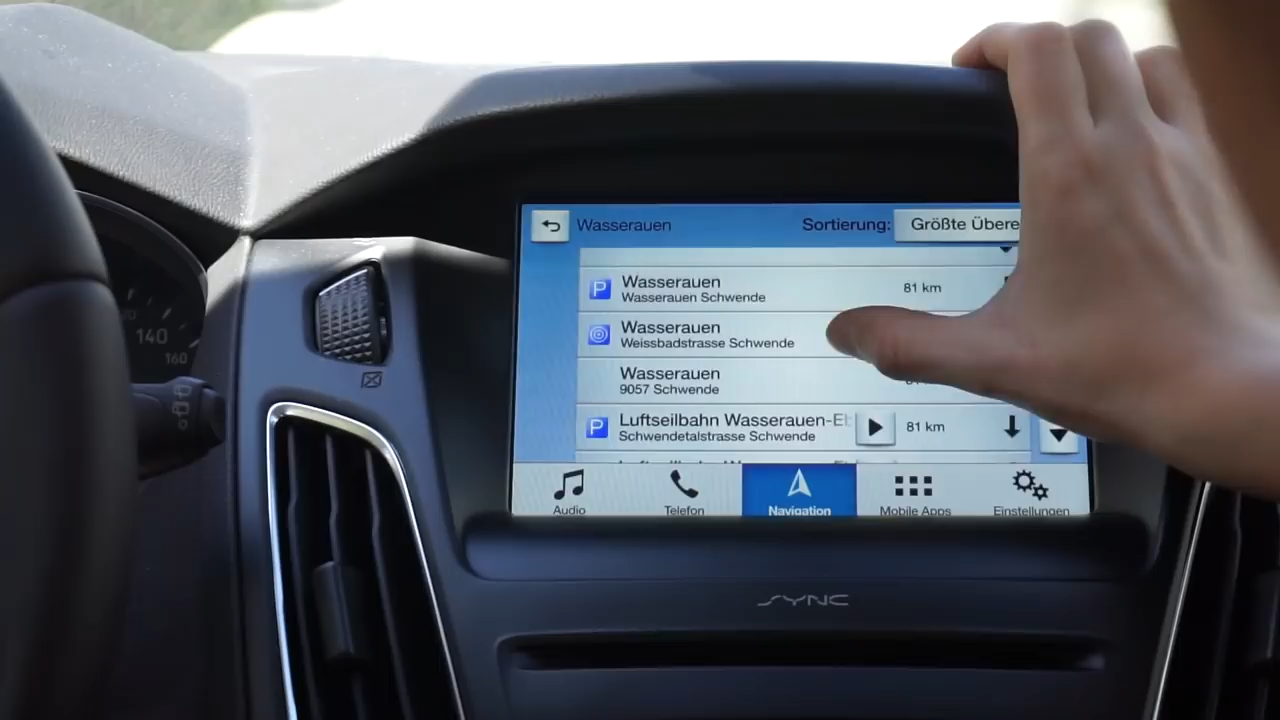 Wasserauen
Sortierung:
Größte Übere
Wasserauen
Wasserauen Schwende
81 km
Wasserauen
Weissbadstrasse Schwende
Wasserauen
9057 Schwende
Luftseilbahn Wasserauen-Eb
Schwendetalstrasse Schwende
81 km
Audio
Telefon
Navigation
Mobile Apps
Einstellungen
SYNC
140
160
P
P